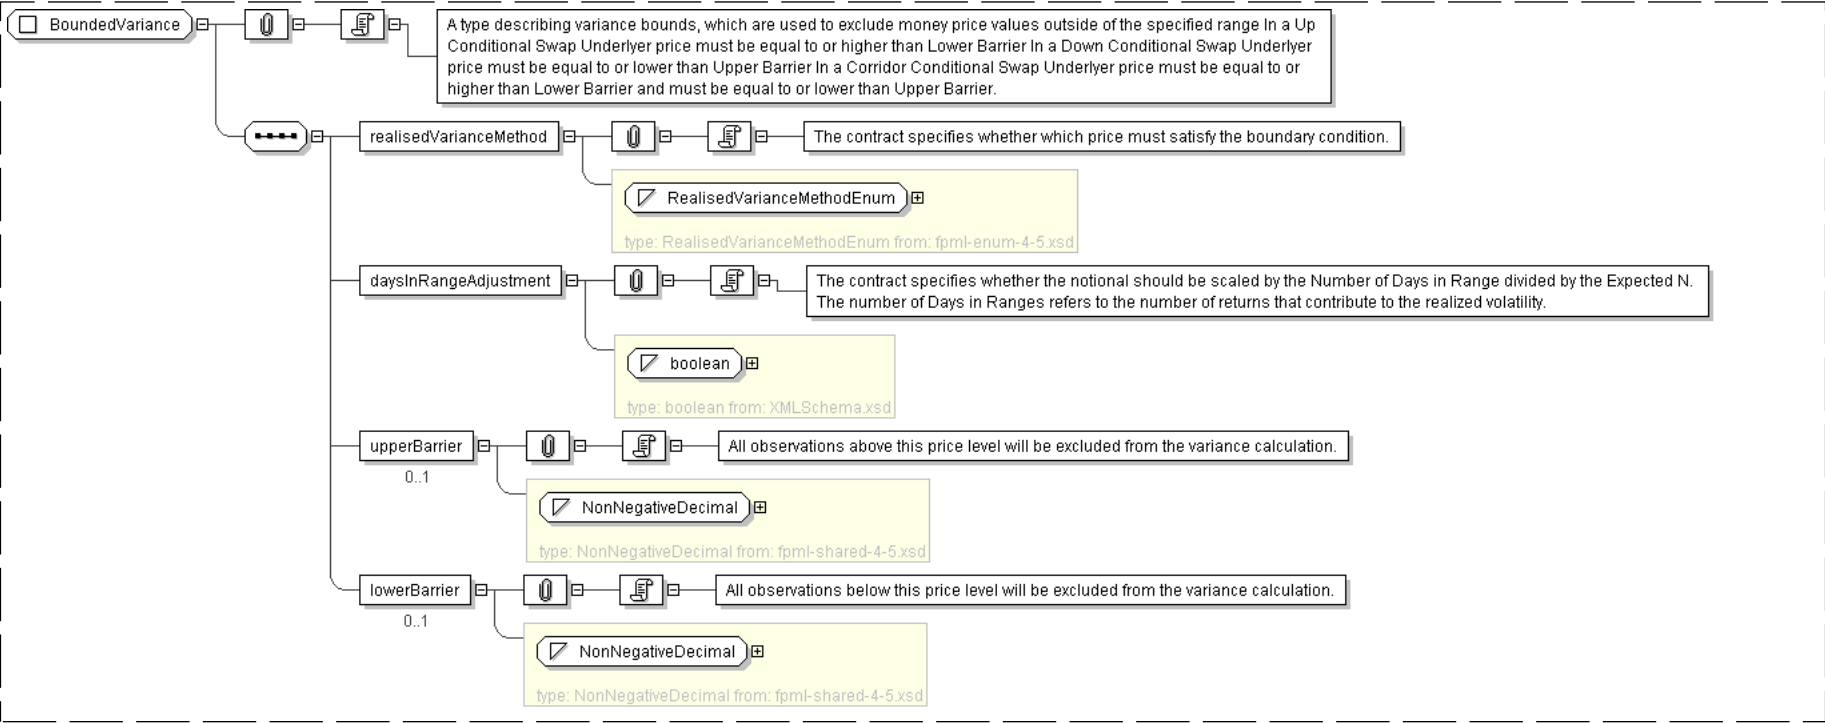 BoundedVariance
A type describing variance bounds, which are used to exclude money price values outside of the specified range In a Up
Conditional Swap Underlyer price must be equal to or higher than Lower Barrier In a Down Conditional Swap Underlyer
price must be equal to or lower than Upper Barrier In a Corridor Conditional Swap Underlyer price must be equal to or
higher than Lower Barrier and must be equal to or lower than Upper Barrier.
realisedVarianceMethod
The contract specifies whether which price must satisfy the boundary condition.
RealisedVarianceMethodEnum
type: RealisedVarianceMethodEnum from: fpml-enum-4-5.xsd
daysInRangeAdjustment
The contract specifies whether the notional should be scaled by the Number of Days in Range divided by the Expected N.
The number of Days in Ranges refers to the number of returns that contribute to the realized volatility.
boolean
type: boolean from: XMLSchema.xsd
upperBarrier
All observations above this price level will be excluded from the variance calculation.
0..1
NonNegativeDecimal
type: NonNegativeDecimal from: fpml-shared-4-5.xsd
lowerBarrier
All observations below this price level will be excluded from the variance calculation.
0..1
NonNegativeDecimal
type: NonNegativeDecimal from: fpml-shared-4-5.xsd